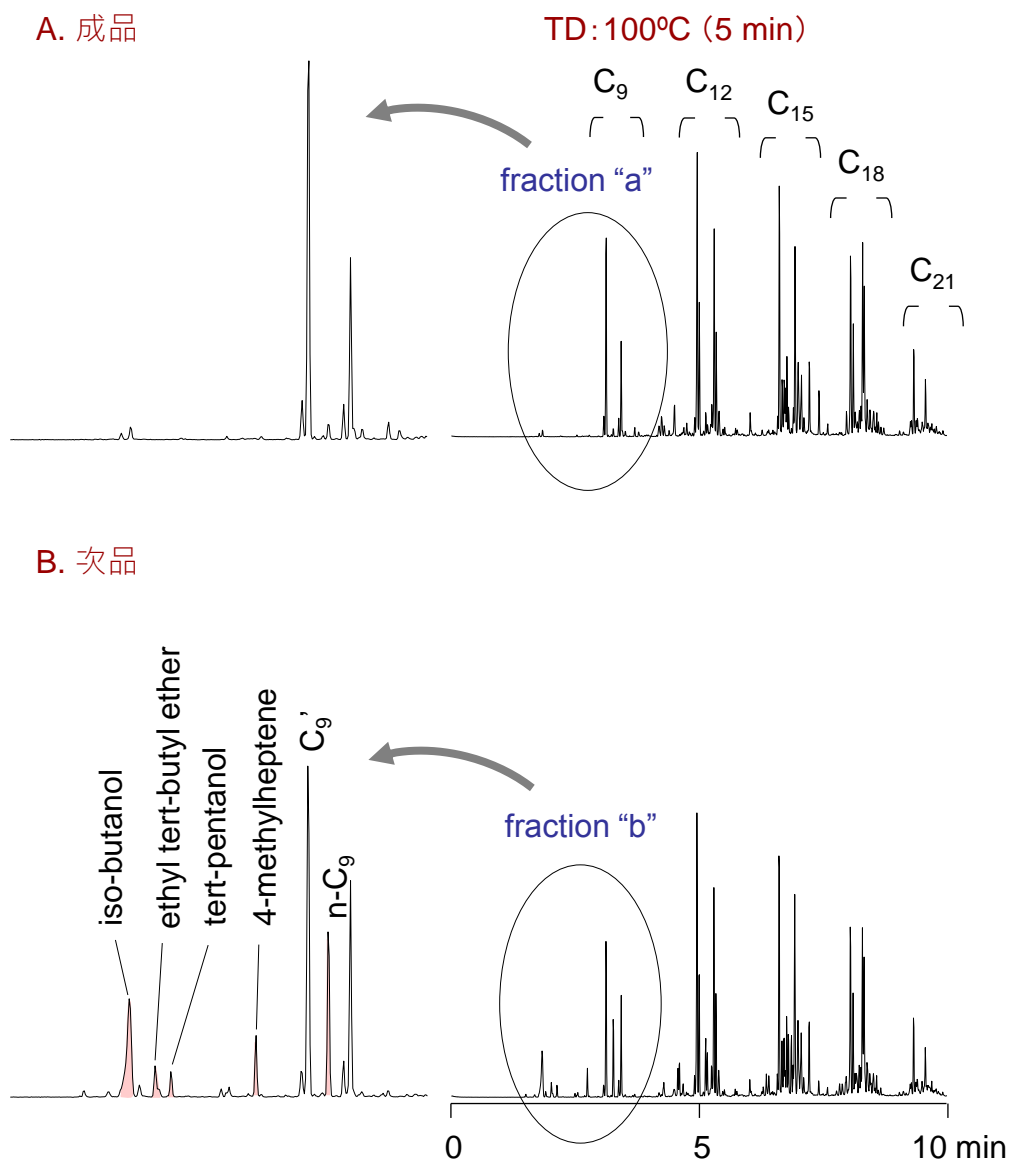 A. 成品
TD:100ºC (5 min)
C₉
C₁₂
C₁₅
C₁₈
C₂₁
fraction “a”
B. 次品
iso-butanol
ethyl tert-butyl ether
tert-pentanol
4-methylheptene
C₉’
n-C₉
fraction “b”
0
5
10 min